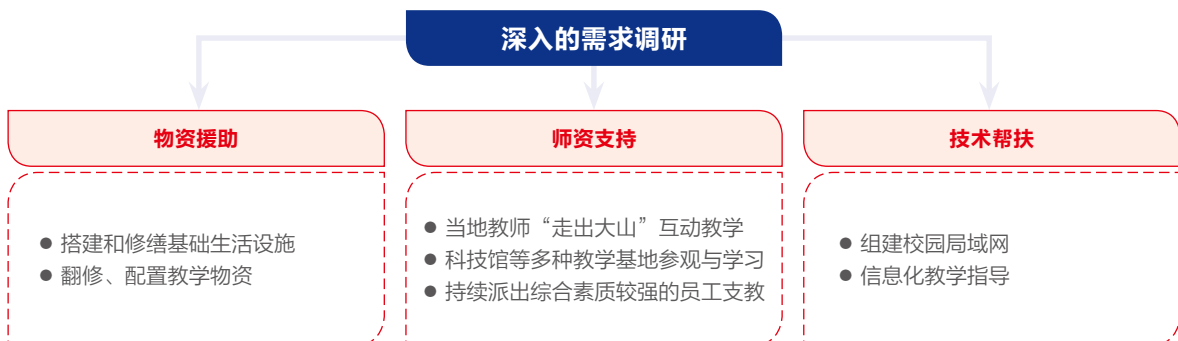 深入的需求调研
物资援助
搭建和修缮基础生活设施
翻修、配置教学物资
师资支持
当地教师“走出大山”互动教学
科技馆等多种教学基地参观与学习
持续派出综合素质较强的员工支教
技术帮扶
组建校园局域网
信息化教学指导